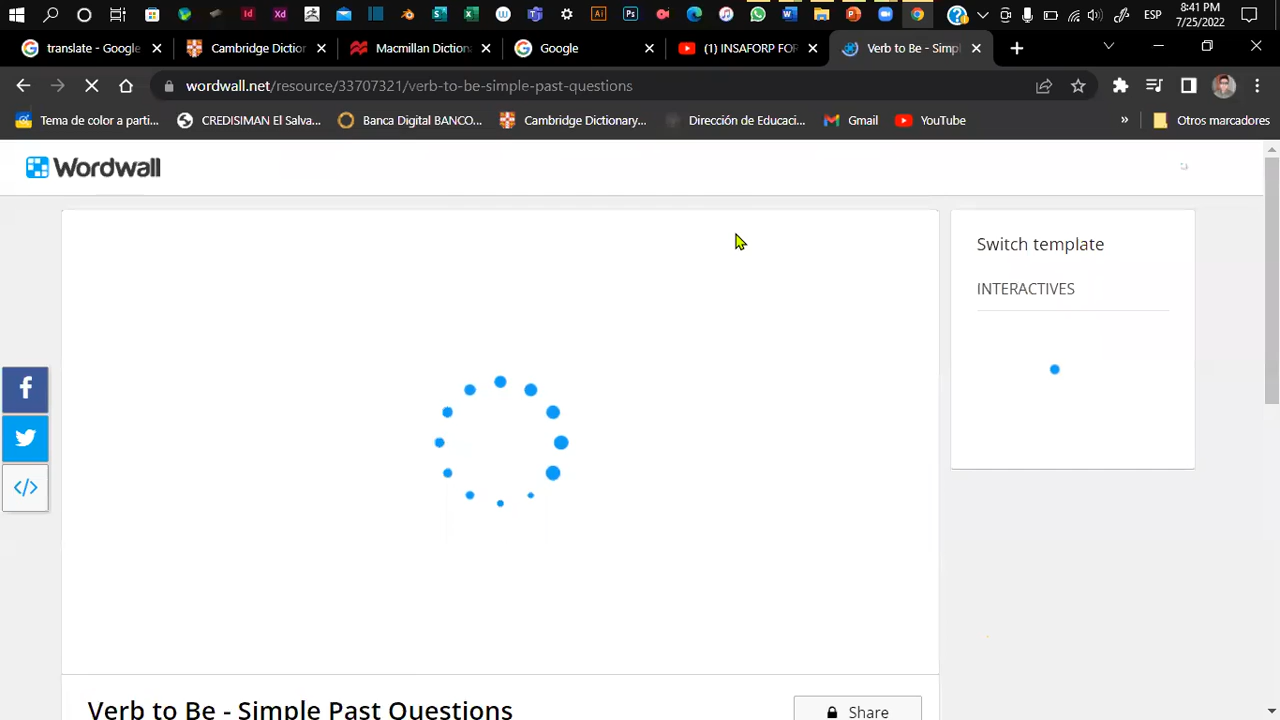 8:41 PM
ESP
7/25/2022
translate - Google
Cambridge Diction
Macmillan Dictiona
Google
(1) INSAFORP FOR
Verb to Be - Simp
wordwall.net/resource/33707321/verb-to-be-simple-past-questions
Tema de color a parti...
CREDISIMAN El Salva...
Banca Digital BANCO...
Cambridge Dictionary...
Dirección de Educaci...
Gmail
YouTube
»
Otros marcadores
Wordwall
Switch template
INTERACTIVES
Verb to Be - Simple Past Questions
Share